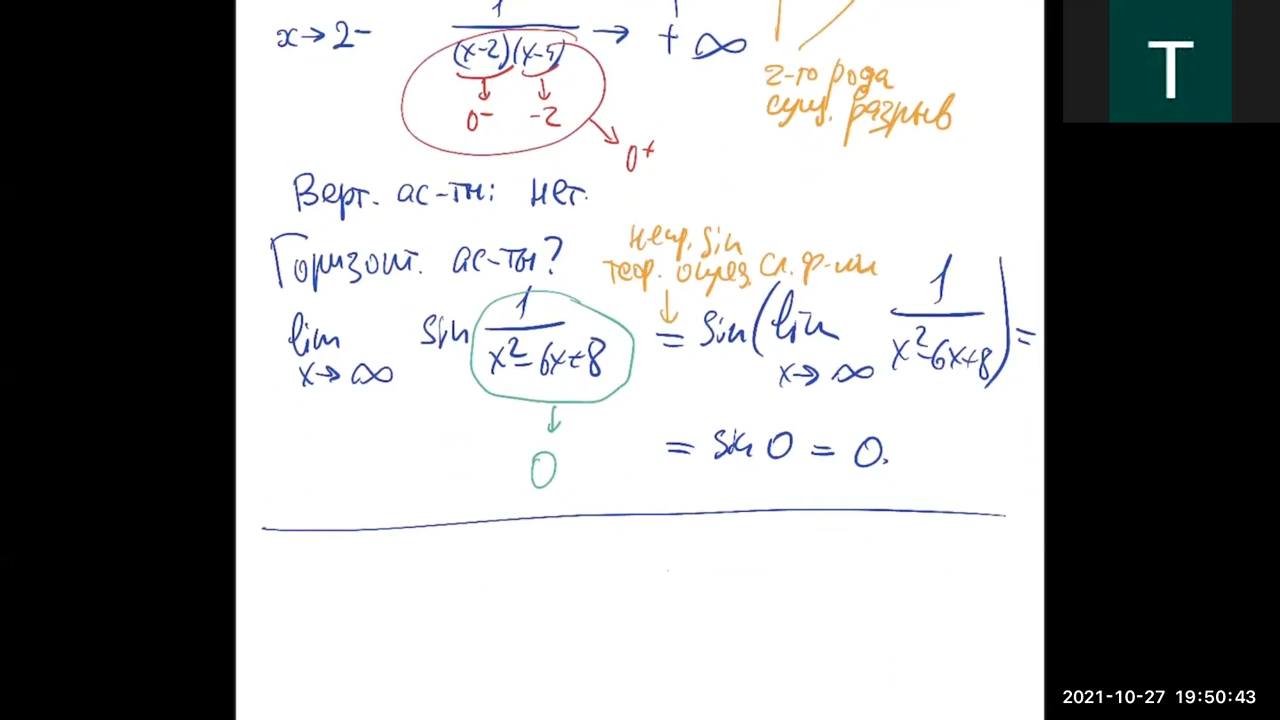 x → 2− 1/((x-2)(x-4)) → +∞
0− -2
0+
2-го рода
сущ. разрыв
Верт. ас-ты: нет.
Горизонт. ас-ты?
непр. sin
теор. о предел сл. ф-ии
lim x→∞ sin 1/(x²-6x+8) = sin(lim x→∞ 1/(x²-6x+8)) =
0
= sin 0 = 0.
T
2021-10-27 19:50:43